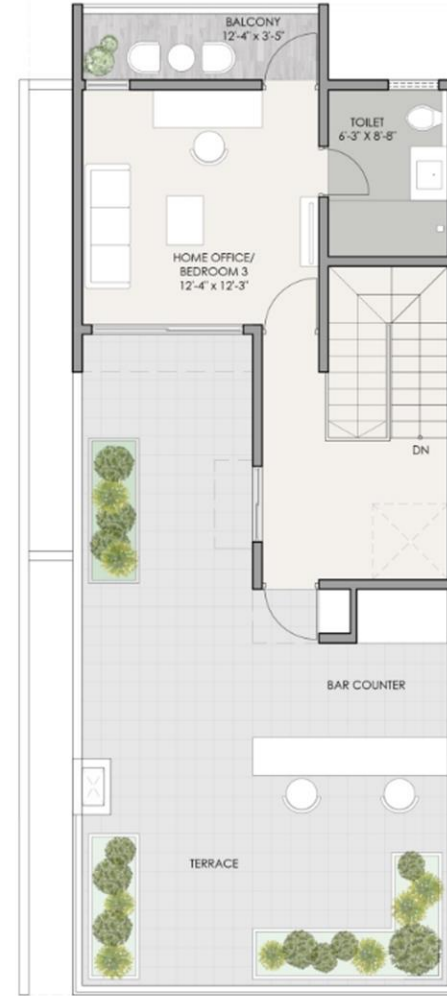 BALCONY
12'-4" x 3'-5"
TOILET
6'-3" X 8'-8"
HOME OFFICE/
BEDROOM 3
12'-4" x 12'-3"
DN
BAR COUNTER
TERRACE